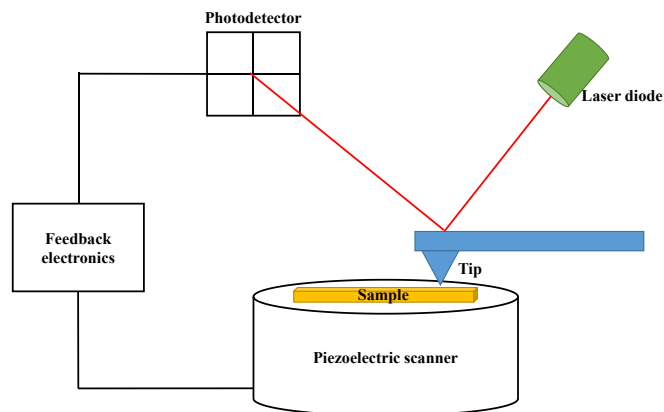 Photodetector
Laser diode
Feedback
electronics
Tip
Sample
Piezoelectric scanner